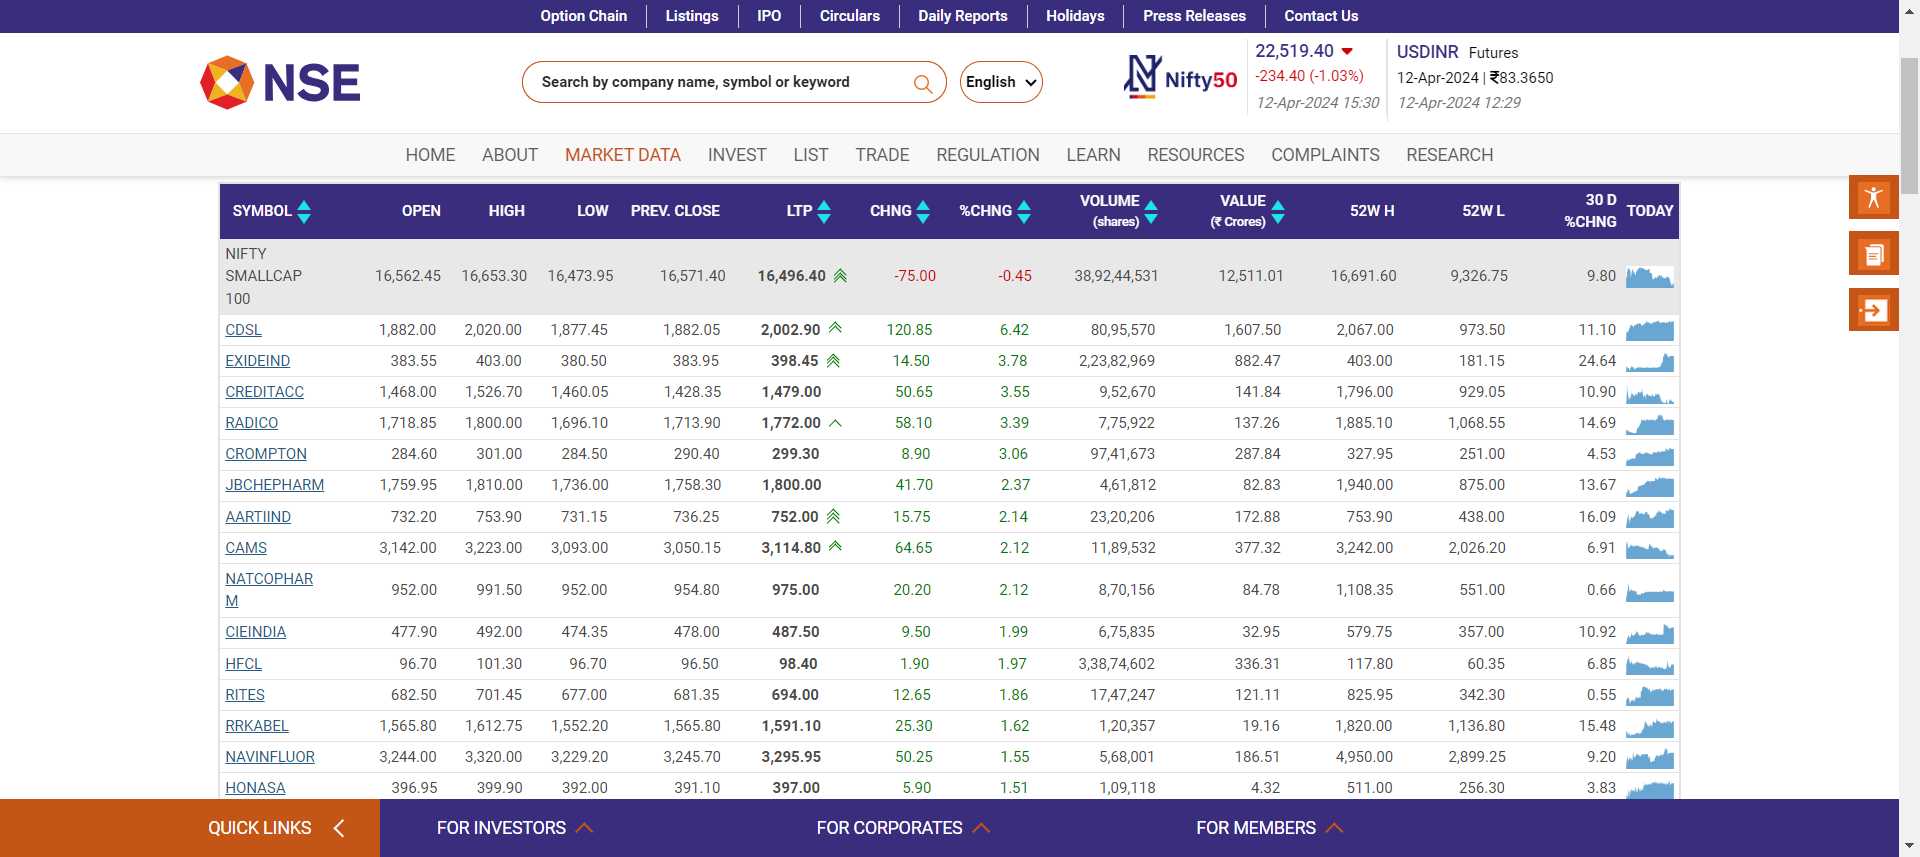 Option Chain Listings IPO Circulars Daily Reports Holidays Press Releases Contact Us
NSE
Search by company name, symbol or keyword
English
Nifty50
22,519.40
-234.40 (-1.03%)
12-Apr-2024 15:30
USDINR Futures
12-Apr-2024 | ₹83.3650
12-Apr-2024 12:29
HOME ABOUT MARKET DATA INVEST LIST TRADE REGULATION LEARN RESOURCES COMPLAINTS RESEARCH
SYMBOL OPEN HIGH LOW PREV. CLOSE LTP CHNG %CHNG VOLUME (shares) VALUE (₹ Crores) 52W H 52W L 30 D %CHNG TODAY
NIFTY SMALLCAP 100 16,562.45 16,653.30 16,473.95 16,571.40 16,496.40 -75.00 -0.45 38,92,44,531 12,511.01 16,691.60 9,326.75 9.80
CDSL 1,882.00 2,020.00 1,877.45 1,882.05 2,002.90 120.85 6.42 80,95,570 1,607.50 2,067.00 973.50 11.10
EXIDEIND 383.55 403.00 380.50 383.95 398.45 14.50 3.78 2,23,82,969 882.47 403.00 181.15 24.64
CREDITACC 1,468.00 1,526.70 1,460.05 1,428.35 1,479.00 50.65 3.55 9,52,670 141.84 1,796.00 929.05 10.90
RADICO 1,718.85 1,800.00 1,696.10 1,713.90 1,772.00 58.10 3.39 7,75,922 137.26 1,885.10 1,068.55 14.69
CROMPTON 284.60 301.00 284.50 290.40 299.30 8.90 3.06 97,41,673 287.84 327.95 251.00 4.53
JBCHEPHARM 1,759.95 1,810.00 1,736.00 1,758.30 1,800.00 41.70 2.37 4,61,812 82.83 1,940.00 875.00 13.67
AARTIIND 732.20 753.90 731.15 736.25 752.00 15.75 2.14 23,20,206 172.88 753.90 438.00 16.09
CAMS 3,142.00 3,223.00 3,093.00 3,050.15 3,114.80 64.65 2.12 11,89,532 377.32 3,242.00 2,026.20 6.91
NATCOPHARM 952.00 991.50 952.00 954.80 975.00 20.20 2.12 8,70,156 84.78 1,108.35 551.00 0.66
CIEINDIA 477.90 492.00 474.35 478.00 487.50 9.50 1.99 6,75,835 32.95 579.75 357.00 10.92
HFCL 96.70 101.30 96.70 96.50 98.40 1.90 1.97 3,38,74,602 336.31 117.80 60.35 6.85
RITES 682.50 701.45 677.00 681.35 694.00 12.65 1.86 17,47,247 121.11 825.95 342.30 0.55
RRKABEL 1,565.80 1,612.75 1,552.20 1,565.80 1,591.10 25.30 1.62 1,20,357 19.16 1,820.00 1,136.80 15.48
NAVINFLUOR 3,244.00 3,320.00 3,229.20 3,245.70 3,295.95 50.25 1.55 5,68,001 186.51 4,950.00 2,899.25 9.20
HONASA 396.95 399.90 392.00 391.10 397.00 5.90 1.51 1,09,118 4.32 511.00 256.30 3.83
QUICK LINKS FOR INVESTORS FOR CORPORATES FOR MEMBERS